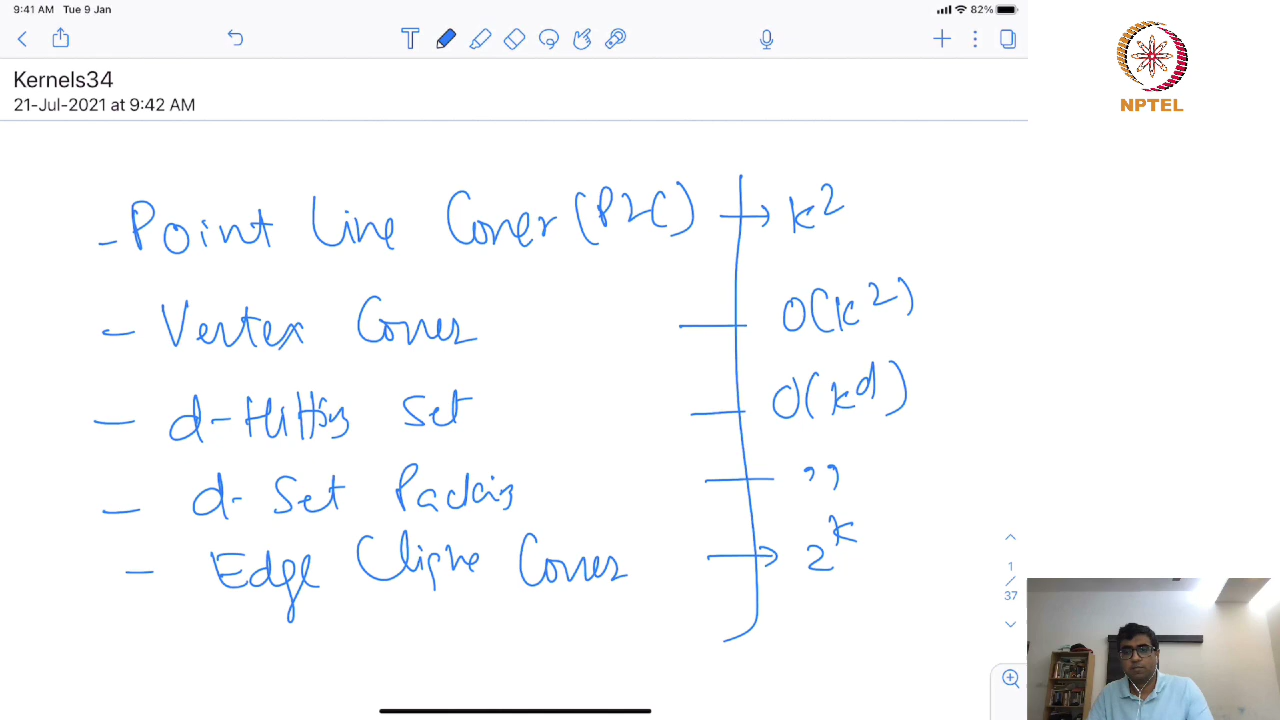 9:41 AM Tue 9 Jan 82%
NPTEL
Kernels34
21-Jul-2021 at 9:42 AM
- Point Line Cover (PLC) → k²
- Vertex Cover — O(k²)
- d-Hitting Set — O(k^d)
- d-Set Packing — ,,
- Edge Clique Cover → 2^k
1
/
37